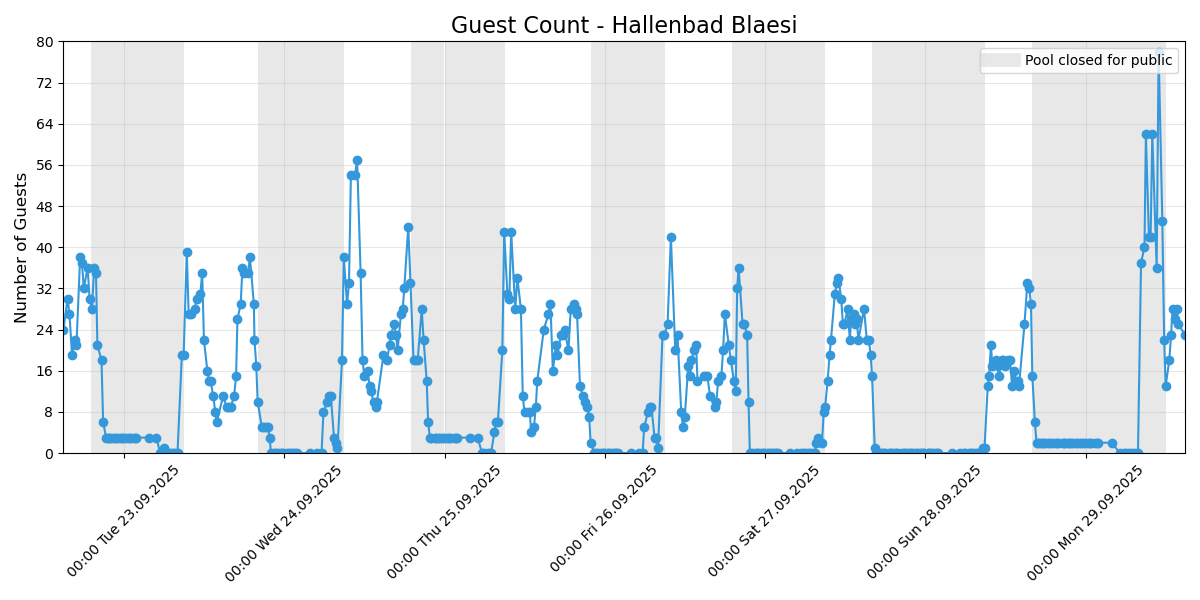 Guest Count - Hallenbad Blaesi
Pool closed for public
Number of Guests
80
72
64
56
48
40
32
24
16
8
0
00:00 Tue 23.09.2025
00:00 Wed 24.09.2025
00:00 Thu 25.09.2025
00:00 Fri 26.09.2025
00:00 Sat 27.09.2025
00:00 Sun 28.09.2025
00:00 Mon 29.09.2025